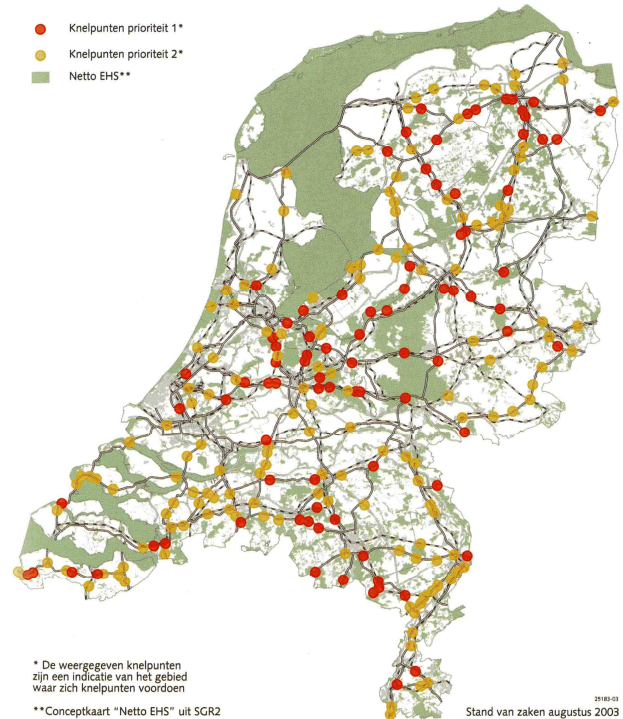 Knelpunten prioriteit 1*
Knelpunten prioriteit 2*
Netto EHS**
* De weergegeven knelpunten
zijn een indicatie van het gebied
waar zich knelpunten voordoen
**Conceptkaart "Netto EHS" uit SGR2
25183-03
Stand van zaken augustus 2003